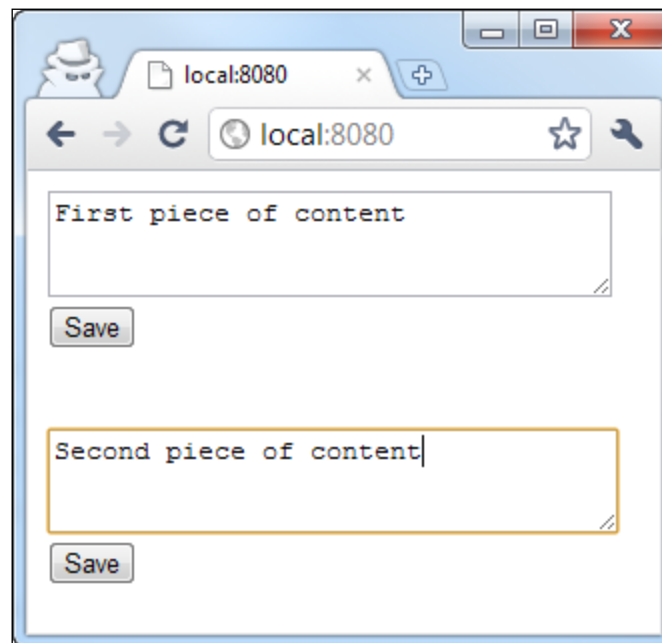 local:8080
local:8080
First piece of content
Save
Second piece of content
Save